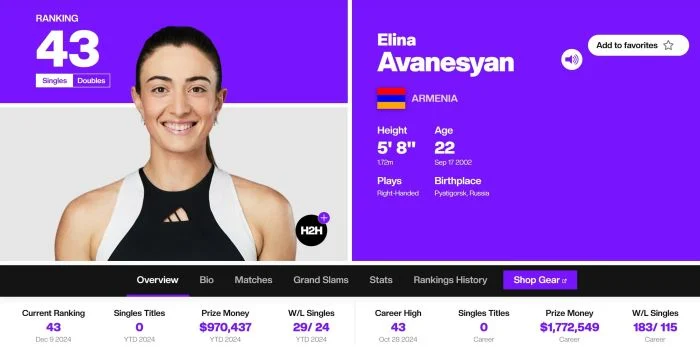 RANKING
43
Singles Doubles
H2H
+
Elina
Avanesyan
Add to favorites
ARMENIA
Height Age
5' 8" 22
1.72m Sep 17 2002
Plays Birthplace
Right-Handed Pyatigorsk, Russia
Overview Bio Matches Grand Slams Stats Rankings History Shop Gear
Current Ranking Singles Titles Prize Money W/L Singles Career High Singles Titles Prize Money W/L Singles
43 0 $970,437 29/ 24 43 0 $1,772,549 183/ 115
Dec 9 2024 YTD 2024 YTD 2024 YTD 2024 Oct 28 2024 Career Career Career